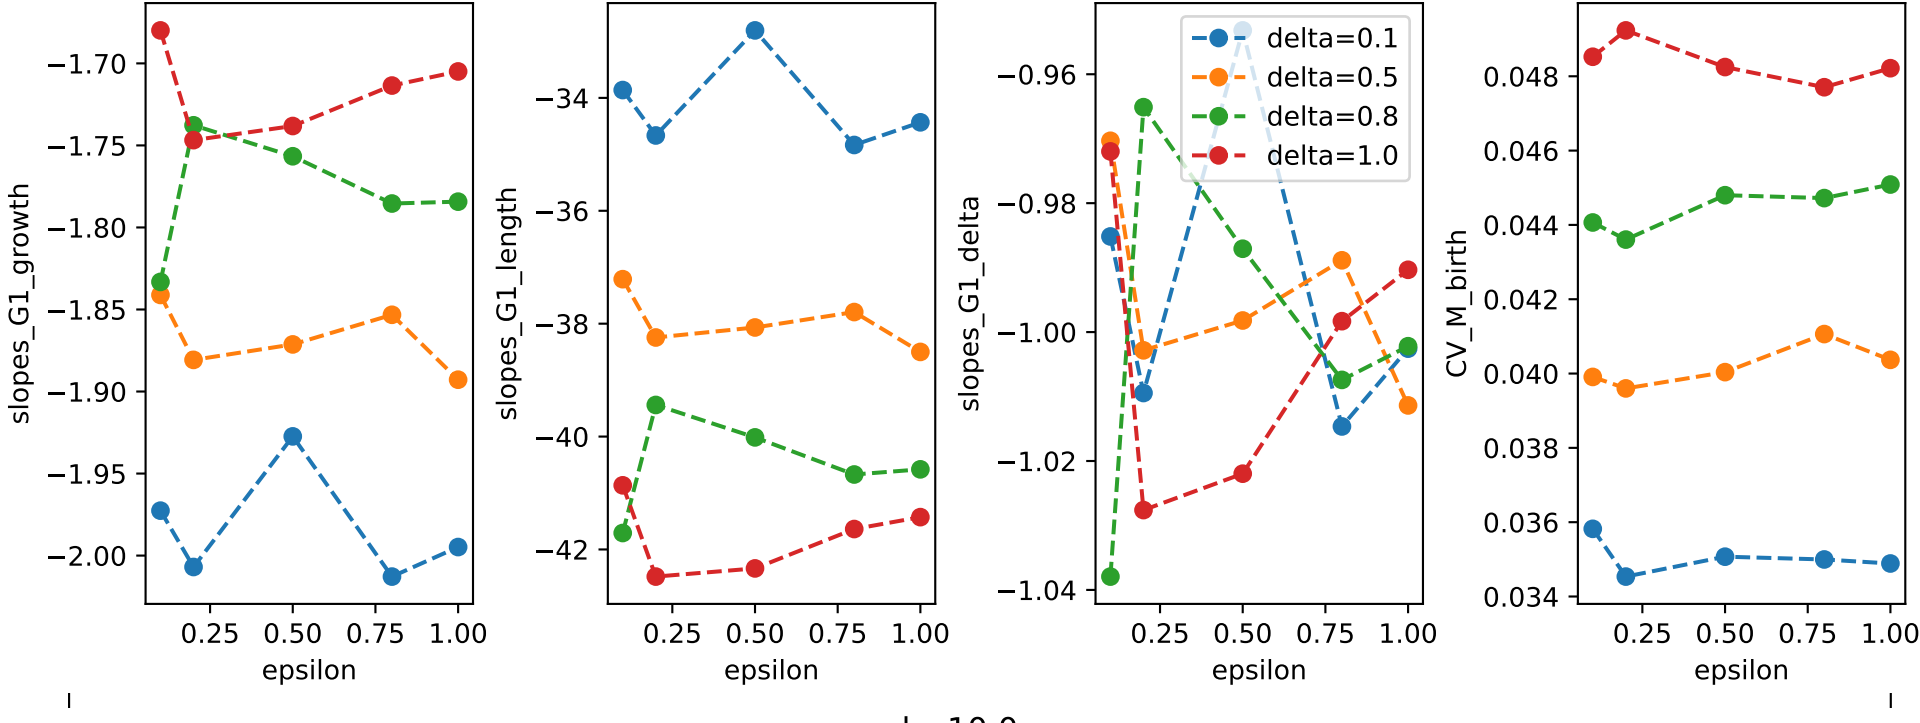 slopes_G1_growth
−1.70
−1.75
−1.80
−1.85
−1.90
−1.95
−2.00
0.25 0.50 0.75 1.00
epsilon
slopes_G1_length
−34
−36
−38
−40
−42
0.25 0.50 0.75 1.00
epsilon
slopes_G1_delta
−0.96
−0.98
−1.00
−1.02
−1.04
0.25 0.50 0.75 1.00
epsilon
delta=0.1
delta=0.5
delta=0.8
delta=1.0
CV_M_birth
0.048
0.046
0.044
0.042
0.040
0.038
0.036
0.034
0.25 0.50 0.75 1.00
epsilon